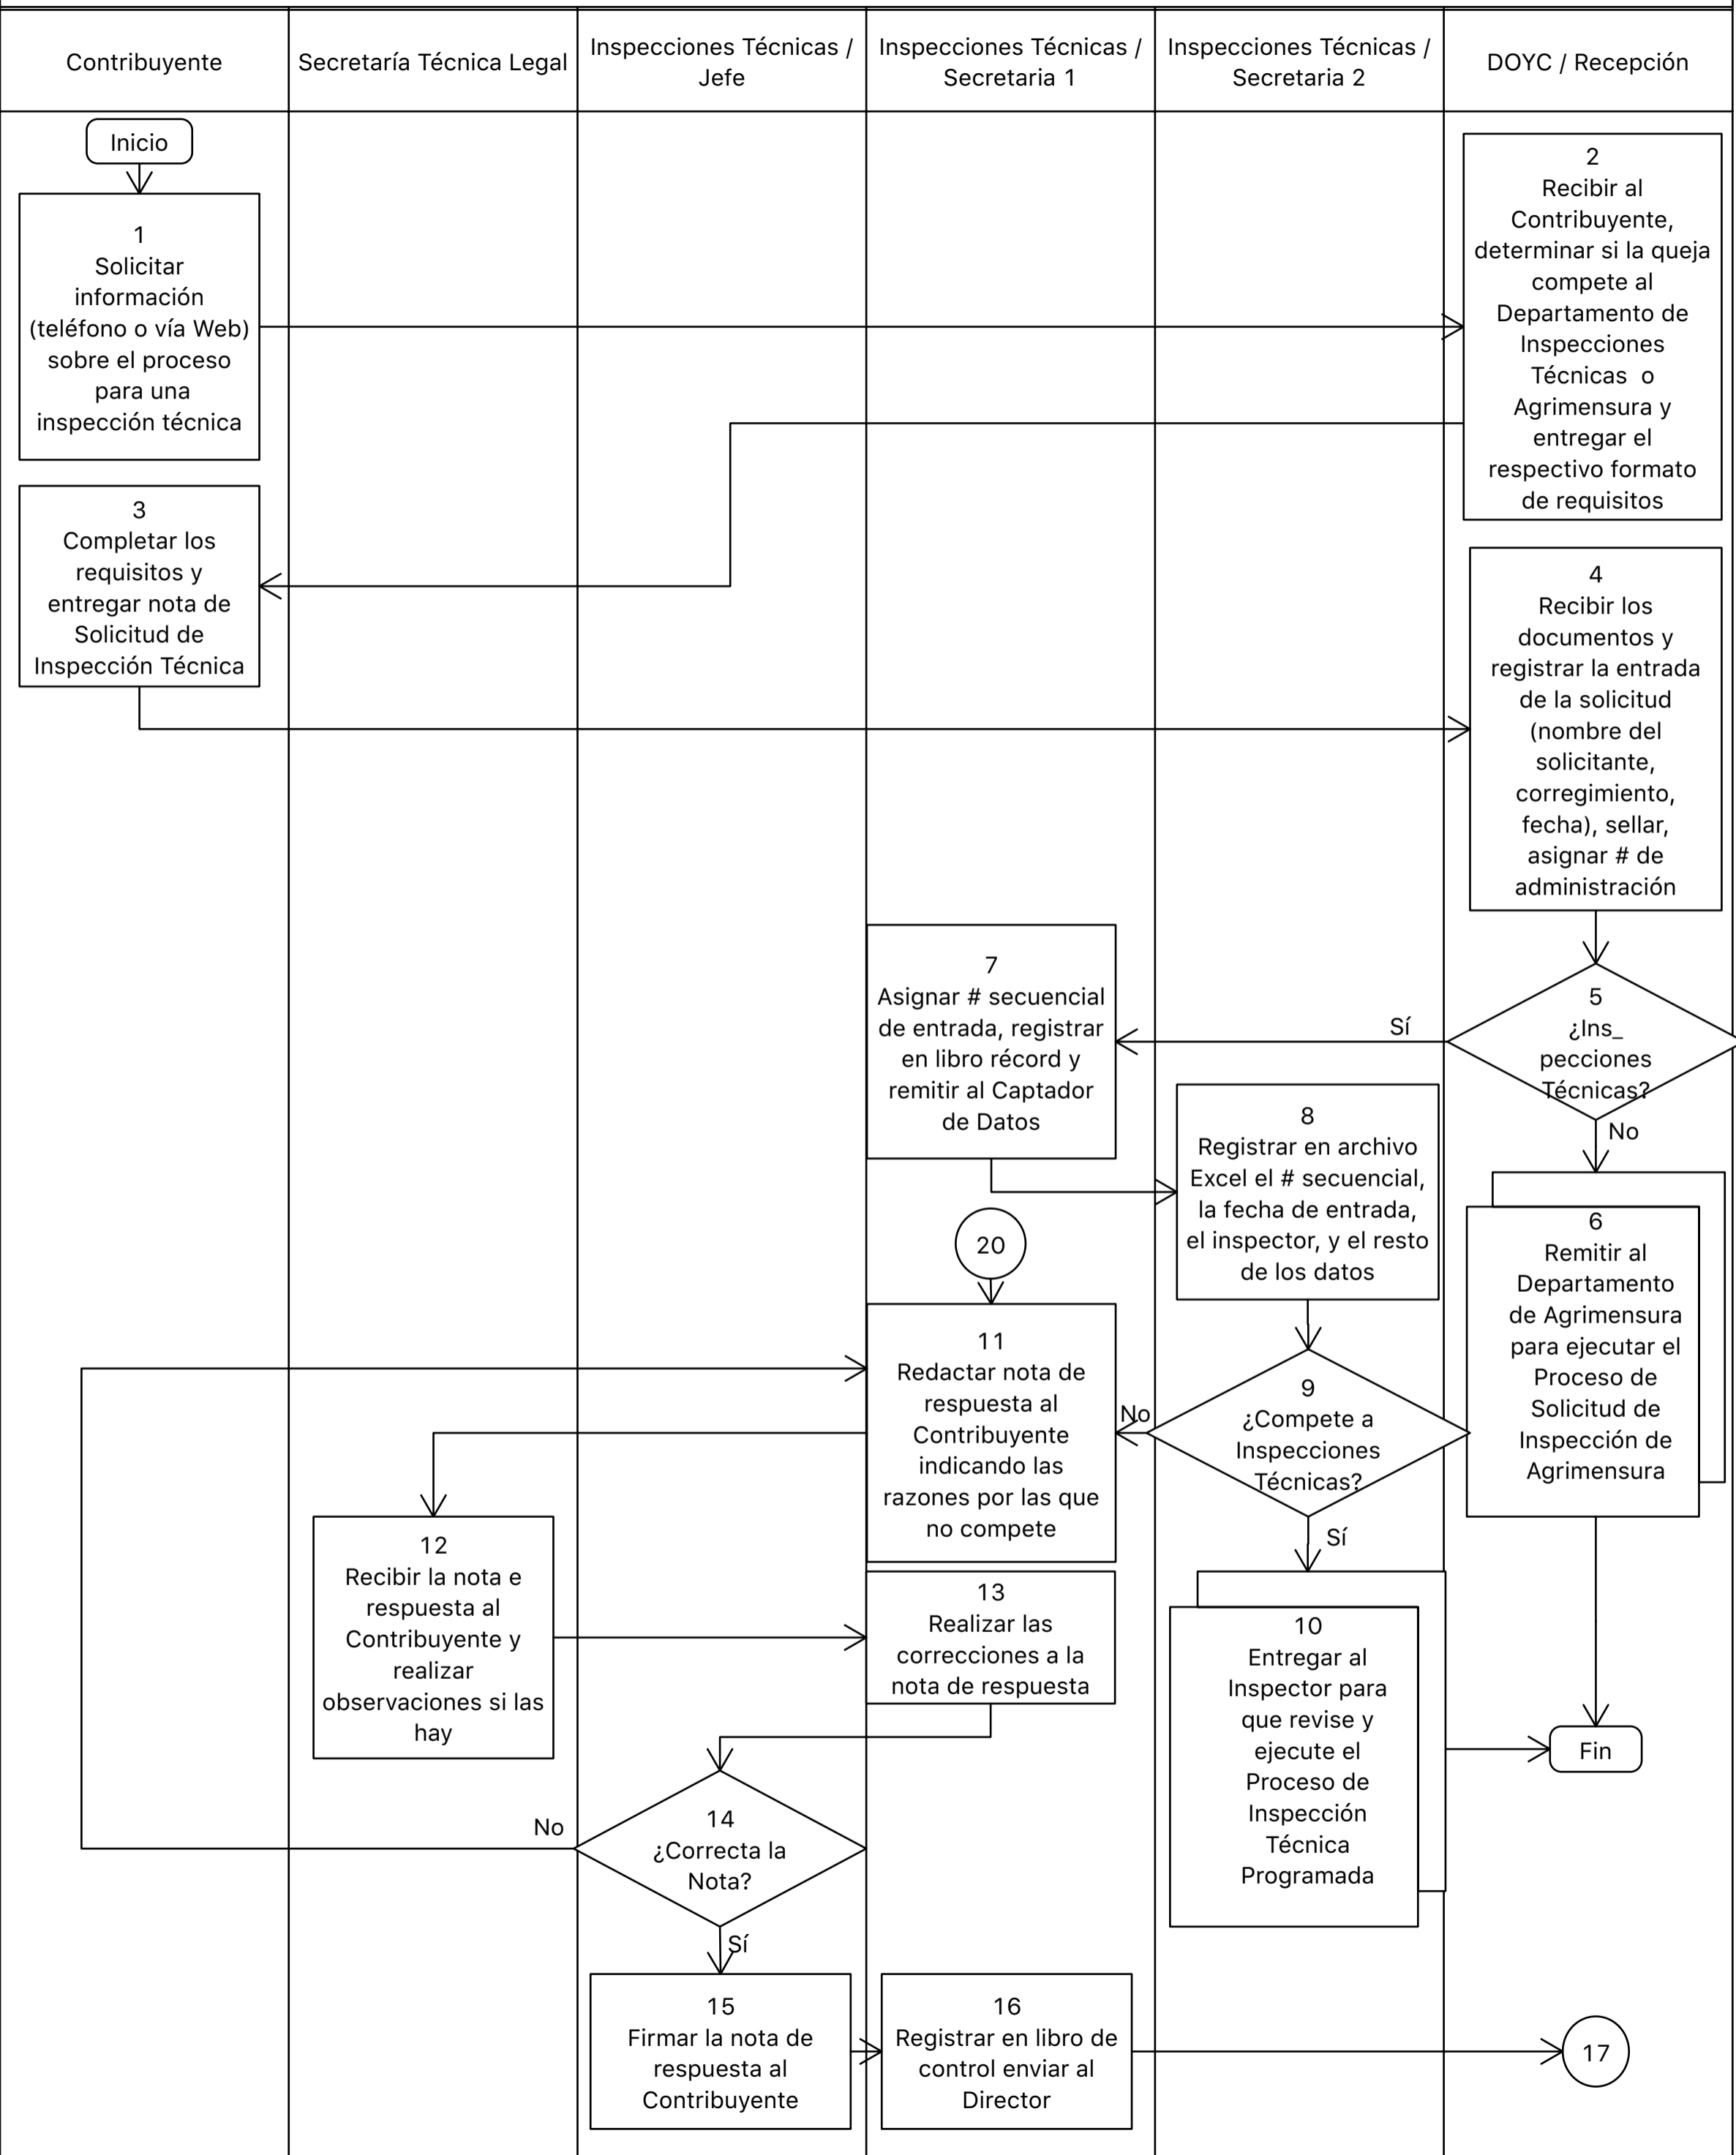 Contribuyente
Secretaría Técnica Legal
Inspecciones Técnicas /
Jefe
Inspecciones Técnicas /
Secretaria 1
Inspecciones Técnicas /
Secretaria 2
DOYC / Recepción
Inicio
1
Solicitar
información
(teléfono o vía Web)
sobre el proceso
para una
inspección técnica
2
Recibir al
Contribuyente,
determinar si la queja
compete al
Departamento de
Inspecciones
Técnicas o
Agrimensura y
entregar el
respectivo formato
de requisitos
3
Completar los
requisitos y
entregar nota de
Solicitud de
Inspección Técnica
4
Recibir los
documentos y
registrar la entrada
de la solicitud
(nombre del
solicitante,
corregimiento,
fecha), sellar,
asignar # de
administración
5
¿Ins_
pecciones
Técnicas?
Sí
No
6
Remitir al
Departamento
de Agrimensura
para ejecutar el
Proceso de
Solicitud de
Inspección de
Agrimensura
7
Asignar # secuencial
de entrada, registrar
en libro récord y
remitir al Captador
de Datos
8
Registrar en archivo
Excel el # secuencial,
la fecha de entrada,
el inspector, y el resto
de los datos
20
9
¿Compete a
Inspecciones
Técnicas?
No
Sí
10
Entregar al
Inspector para
que revise y
ejecute el
Proceso de
Inspección
Técnica
Programada
Fin
11
Redactar nota de
respuesta al
Contribuyente
indicando las
razones por las que
no compete
12
Recibir la nota e
respuesta al
Contribuyente y
realizar
observaciones si las
hay
13
Realizar las
correcciones a la
nota de respuesta
14
¿Correcta la
Nota?
No
Sí
15
Firmar la nota de
respuesta al
Contribuyente
16
Registrar en libro de
control enviar al
Director
17